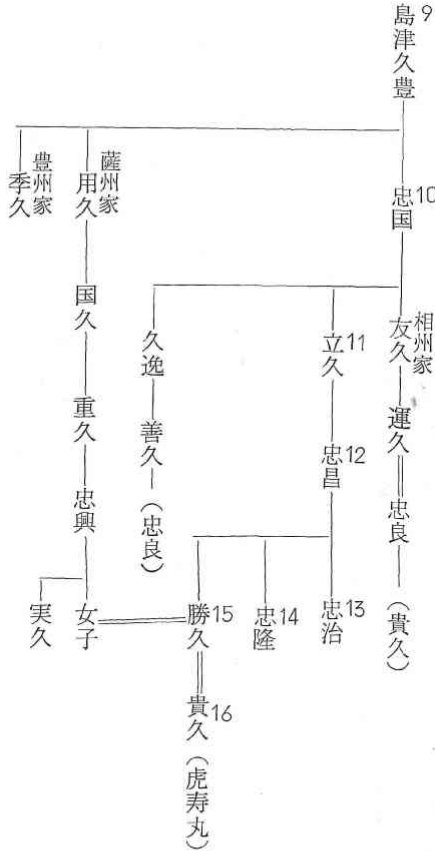 島津久豊 9
忠国 10
相州家
友久
運久
忠良
（貴久）
立久 11
忠昌 12
忠治 13
忠隆 14
勝久 15
貴久 16
（虎寿丸）
久逸
善久
（忠良）
薩州家
用久
国久
重久
忠興
女子
実久
豊州家
季久